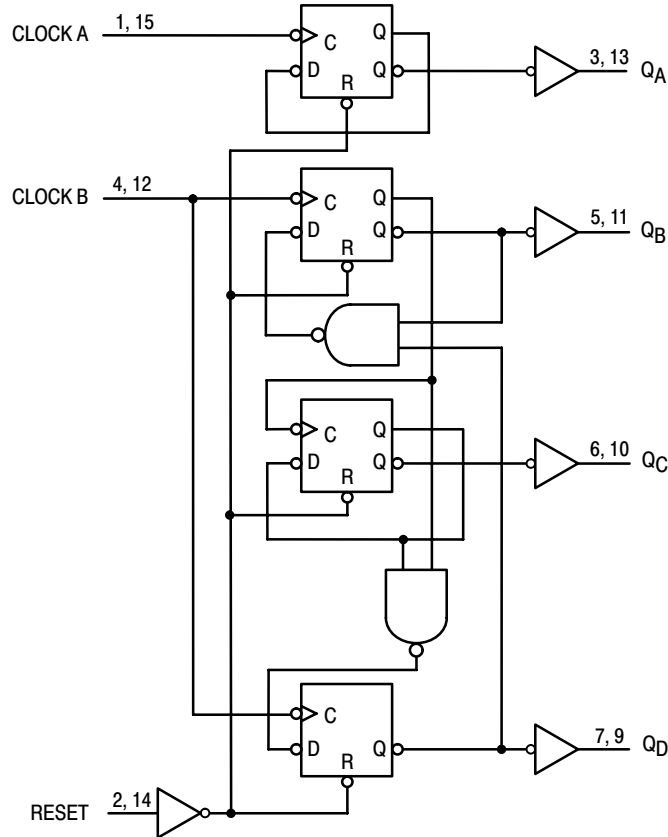 CLOCK A 1, 15 C Q
D Q 3, 13 QA
R
CLOCK B 4, 12 C Q
D Q 5, 11 QB
R
C Q
D Q 6, 10 QC
R
C
D Q 7, 9 QD
R
RESET 2, 14